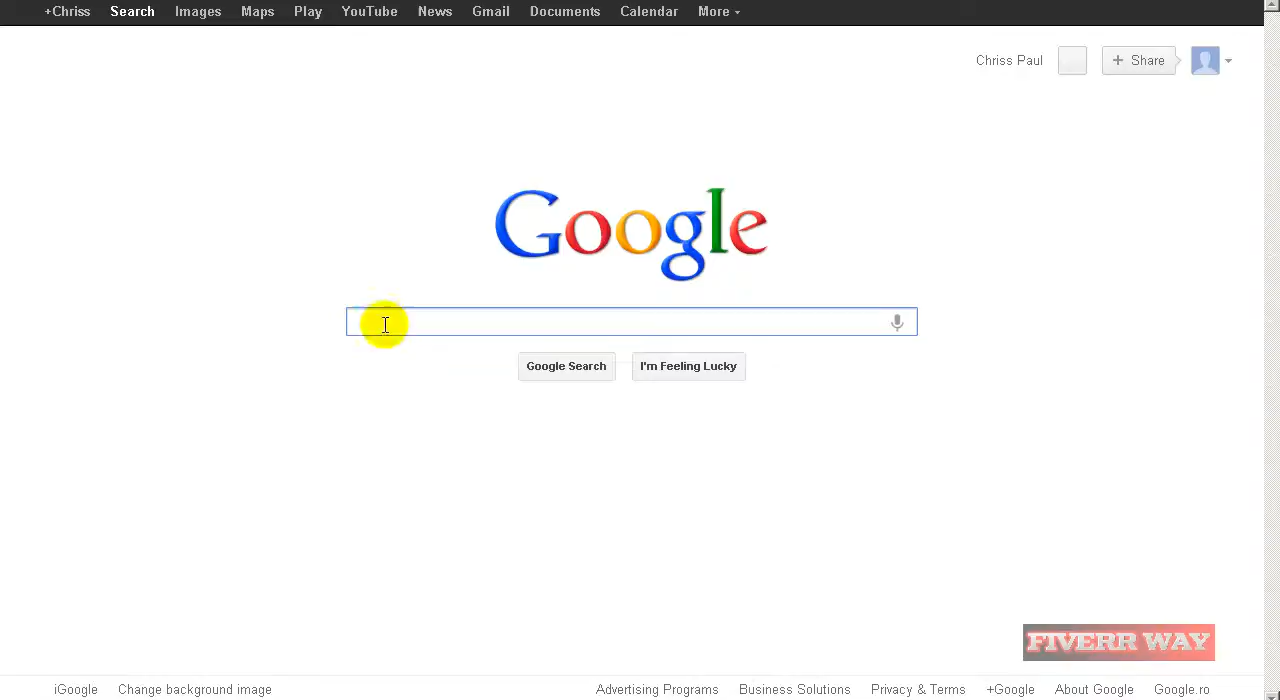 +Chriss Search Images Maps Play YouTube News Gmail Documents Calendar More
Chriss Paul + Share
Google
Google Search I'm Feeling Lucky
FIVERR WAY
iGoogle Change background image Advertising Programs Business Solutions Privacy & Terms +Google About Google Google.ro